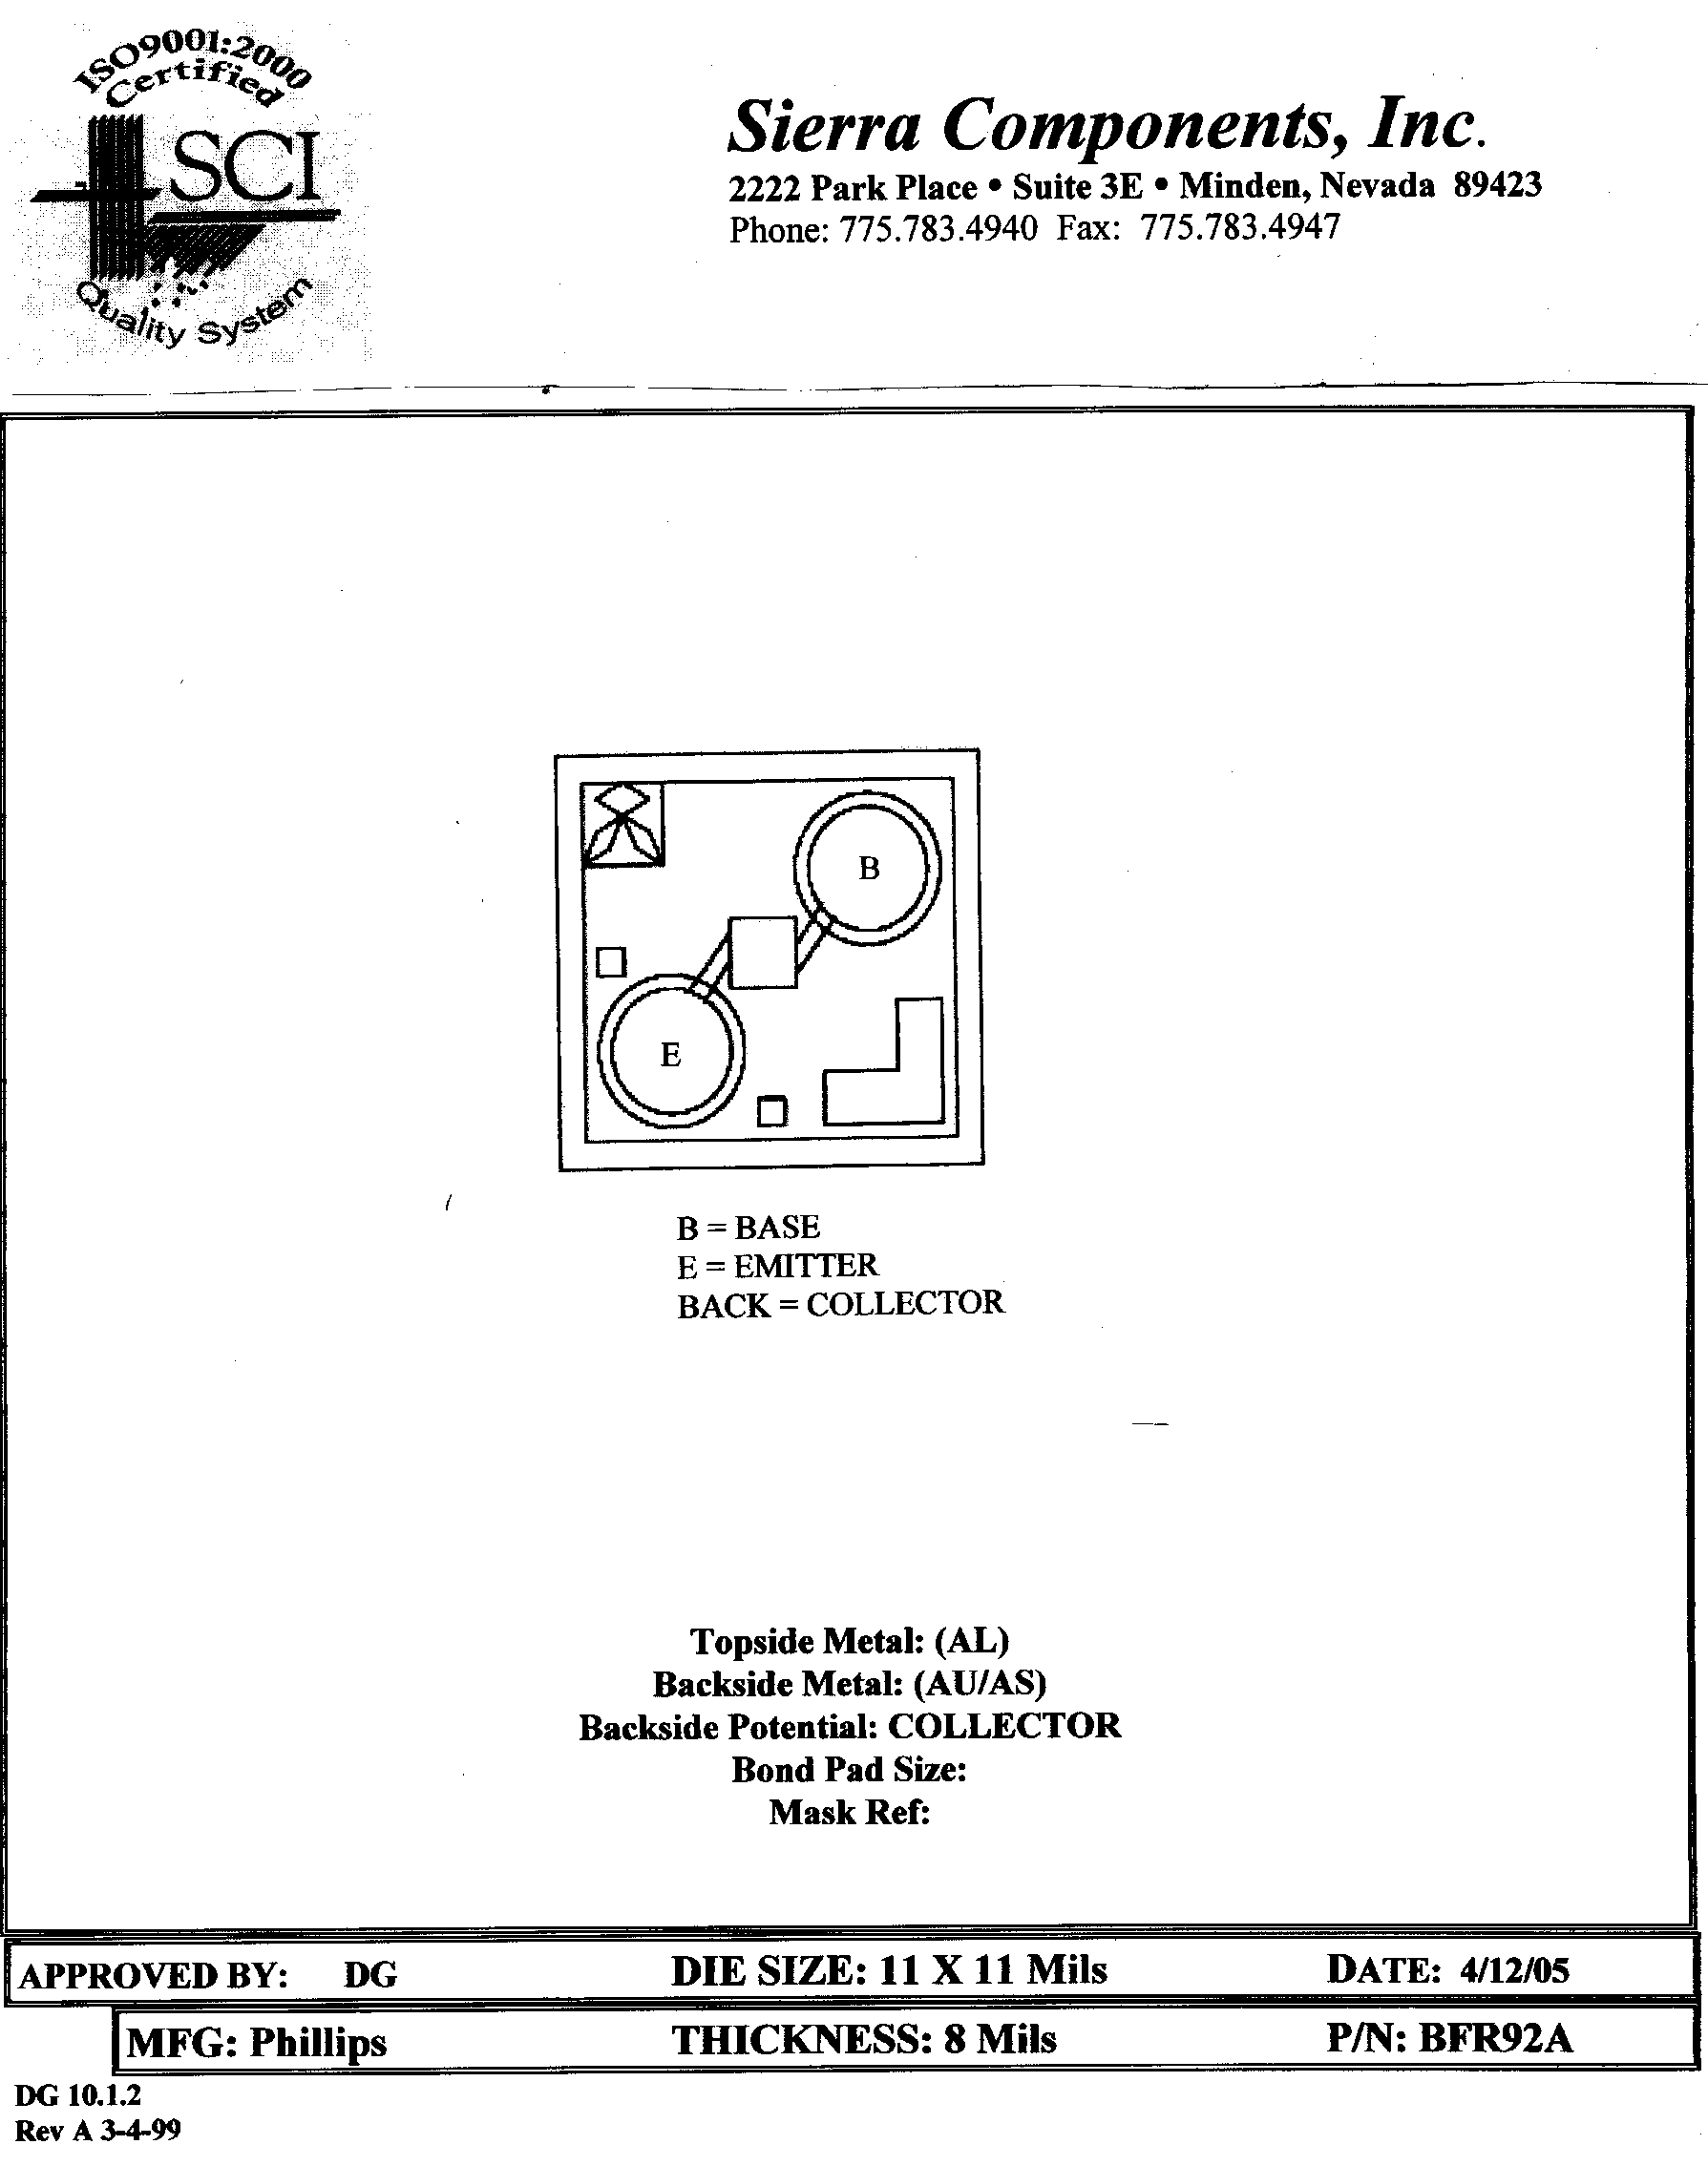 ISO9001:2000
Certified
SCI
Quality System
Sierra Components, Inc.
2222 Park Place • Suite 3E • Minden, Nevada 89423
Phone: 775.783.4940 Fax: 775.783.4947
B
E
B = BASE
E = EMITTER
BACK = COLLECTOR
Topside Metal: (AL)
Backside Metal: (AU/AS)
Backside Potential: COLLECTOR
Bond Pad Size:
Mask Ref:
APPROVED BY: DG DIE SIZE: 11 X 11 Mils DATE: 4/12/05
MFG: Phillips THICKNESS: 8 Mils P/N: BFR92A
DG 10.1.2
Rev A 3-4-99